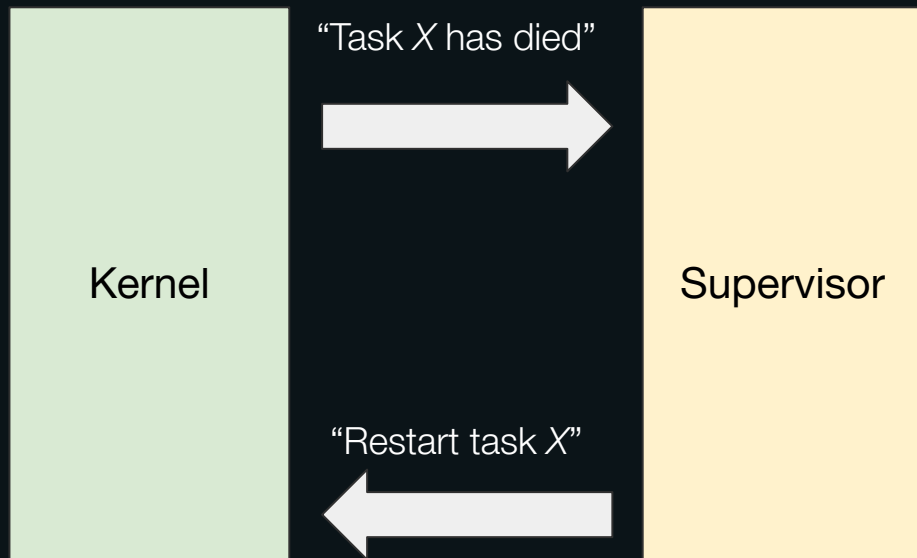 “Task X has died”
Kernel
Supervisor
“Restart task X”